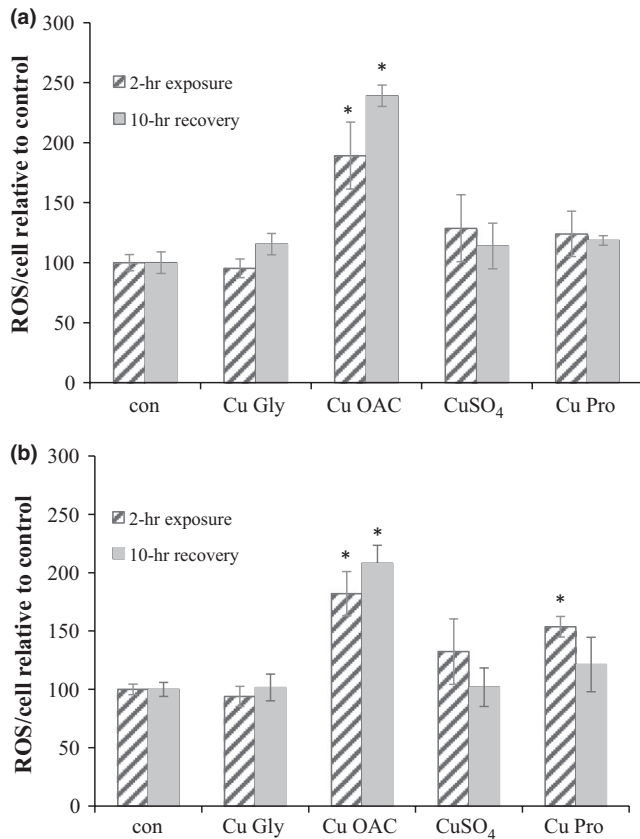 (a)
300
250
200
150
100
50
0
ROS/cell relative to control
2-hr exposure
10-hr recovery
*
*
con Cu Gly Cu OAC CuSO₄ Cu Pro
(b)
300
250
200
150
100
50
0
ROS/cell relative to control
2-hr exposure
10-hr recovery
*
*
*
con Cu Gly Cu OAC CuSO₄ Cu Pro